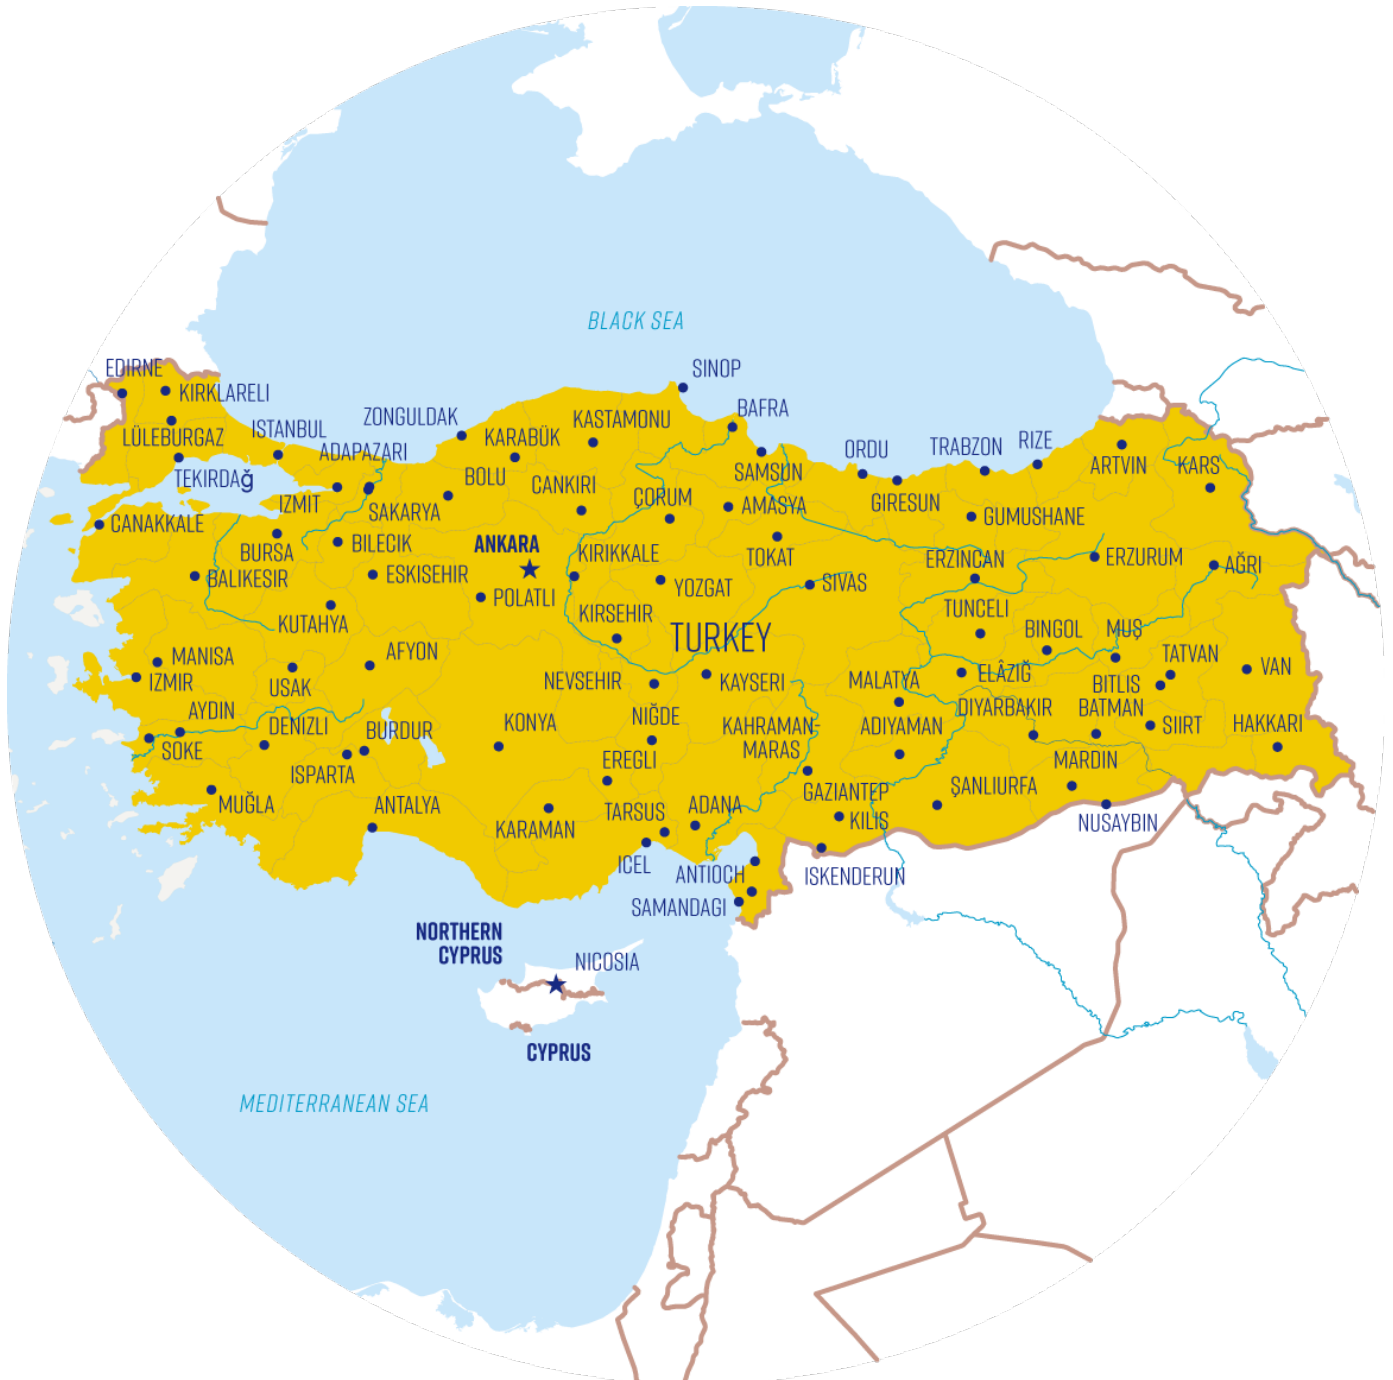 BLACK SEA
EDIRNE
KIRKLARELI
SINOP
ZONGULDAK
BAFRA
KASTAMONU
LÜLEBURGAZ
ISTANBUL
KARABÜK
ADAPAZARI
ORDU
TRABZON
RIZE
ARTVIN
KARS
TEKIRDAğ
BOLU
CANKIRI
SAMSUN
IZMIT
SAKARYA
ÇORUM
AMASYA
GIRESUN
GUMUSHANE
CANAKKALE
BURSA
BILECIK
ANKARA
KIRIKKALE
TOKAT
ERZINCAN
ERZURUM
AĞRI
BALIKESIR
ESKISEHIR
POLATLI
YOZGAT
SIVAS
KUTAHYA
KIRSEHIR
TURKEY
TUNCELI
BINGOL
MUŞ
MANISA
AFYON
TATVAN
VAN
IZMIR
USAK
NEVSEHIR
KAYSERI
MALATYA
ELÂZIĞ
BITLIS
AYDIN
DENIZLI
BURDUR
KONYA
NIĞDE
KAHRAMAN-
MARAS
ADIYAMAN
DIYARBAKIR
BATMAN
SIIRT
HAKKARI
SOKE
ISPARTA
EREGLI
MARDIN
MUĞLA
ANTALYA
KARAMAN
TARSUS
ADANA
GAZIANTEP
ŞANLIURFA
KILIS
NUSAYBIN
ICEL
ANTIOCH
ISKENDERUN
SAMANDAGI
NORTHERN
CYPRUS
NICOSIA
CYPRUS
MEDITERRANEAN SEA